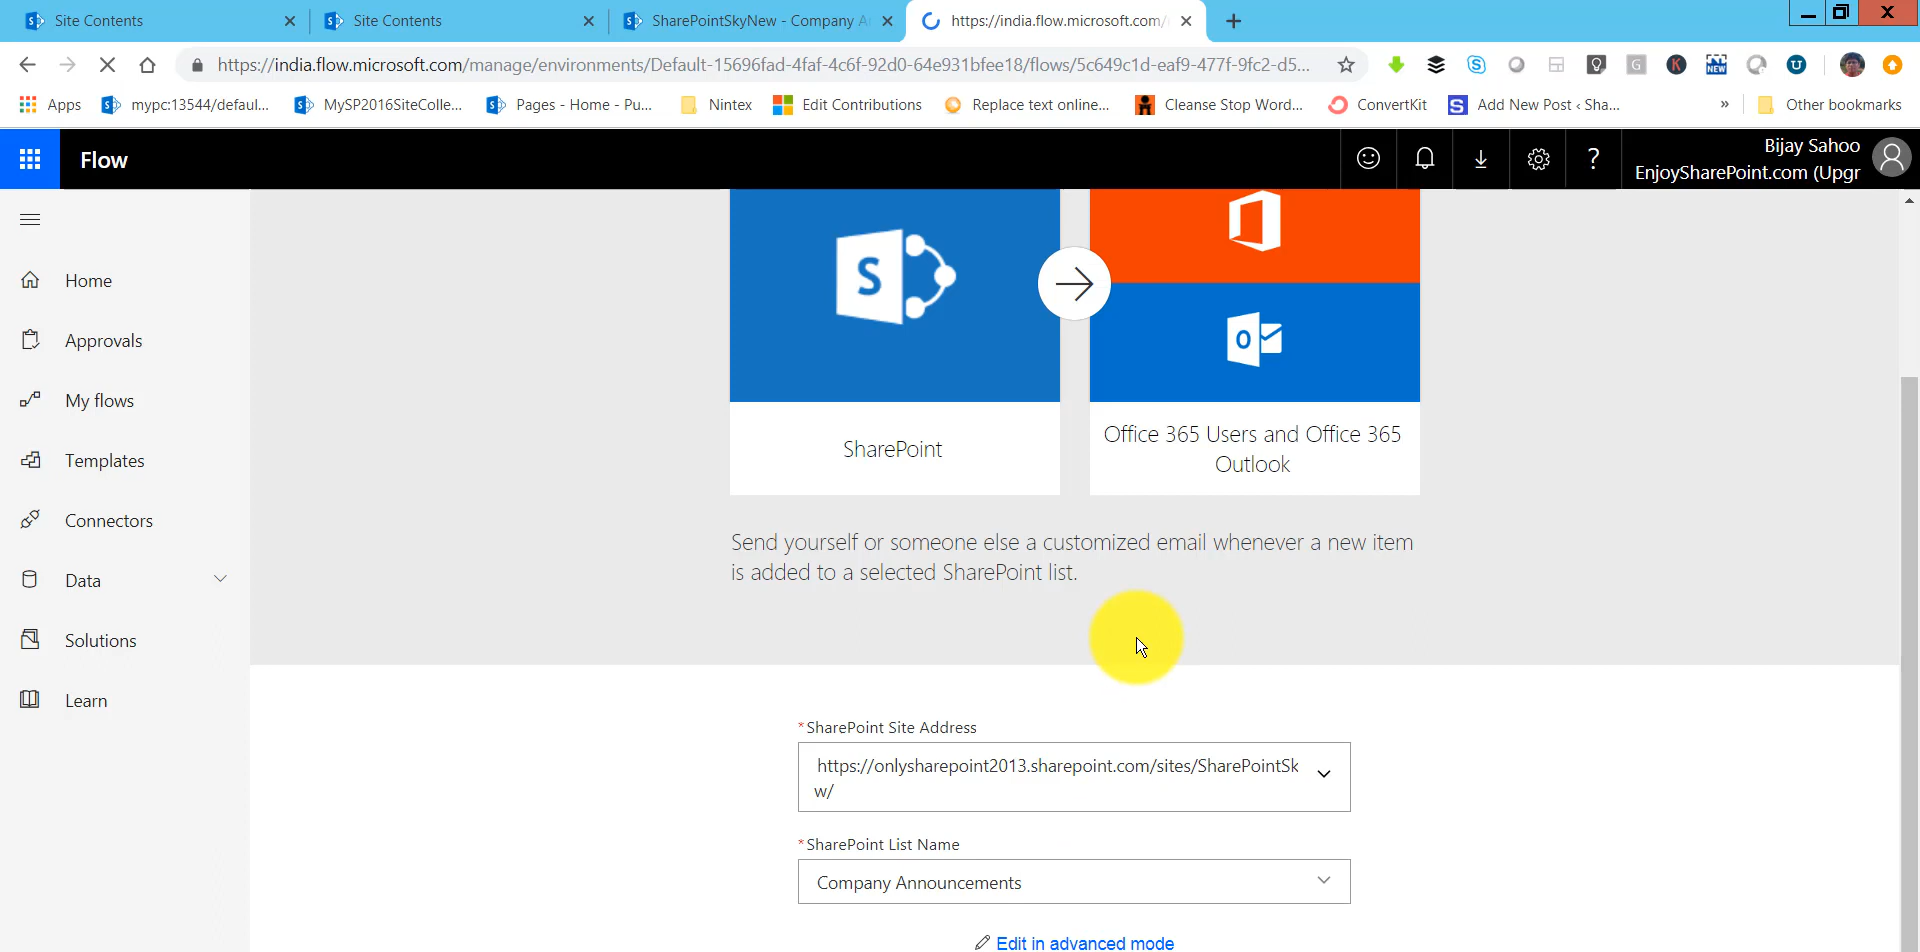 Site Contents
Site Contents
SharePointSkyNew - Company A
https://india.flow.microsoft.com/
https://india.flow.microsoft.com/manage/environments/Default-15696fad-4faf-4c6f-92d0-64e931bfee18/flows/5c649c1d-eaf9-477f-9fc2-d5...
Apps
mypc:13544/defaul...
MySP2016SiteColle...
Pages - Home - Pu...
Nintex
Edit Contributions
Replace text online...
Cleanse Stop Word...
ConvertKit
Add New Post ‹ Sha...
»
Other bookmarks
Flow
Bijay Sahoo
EnjoySharePoint.com (Upgr
Home
Approvals
My flows
Templates
Connectors
Data
Solutions
Learn
SharePoint
Office 365 Users and Office 365
Outlook
Send yourself or someone else a customized email whenever a new item
is added to a selected SharePoint list.
*SharePoint Site Address
https://onlysharepoint2013.sharepoint.com/sites/SharePointSk
w/
*SharePoint List Name
Company Announcements
Edit in advanced mode